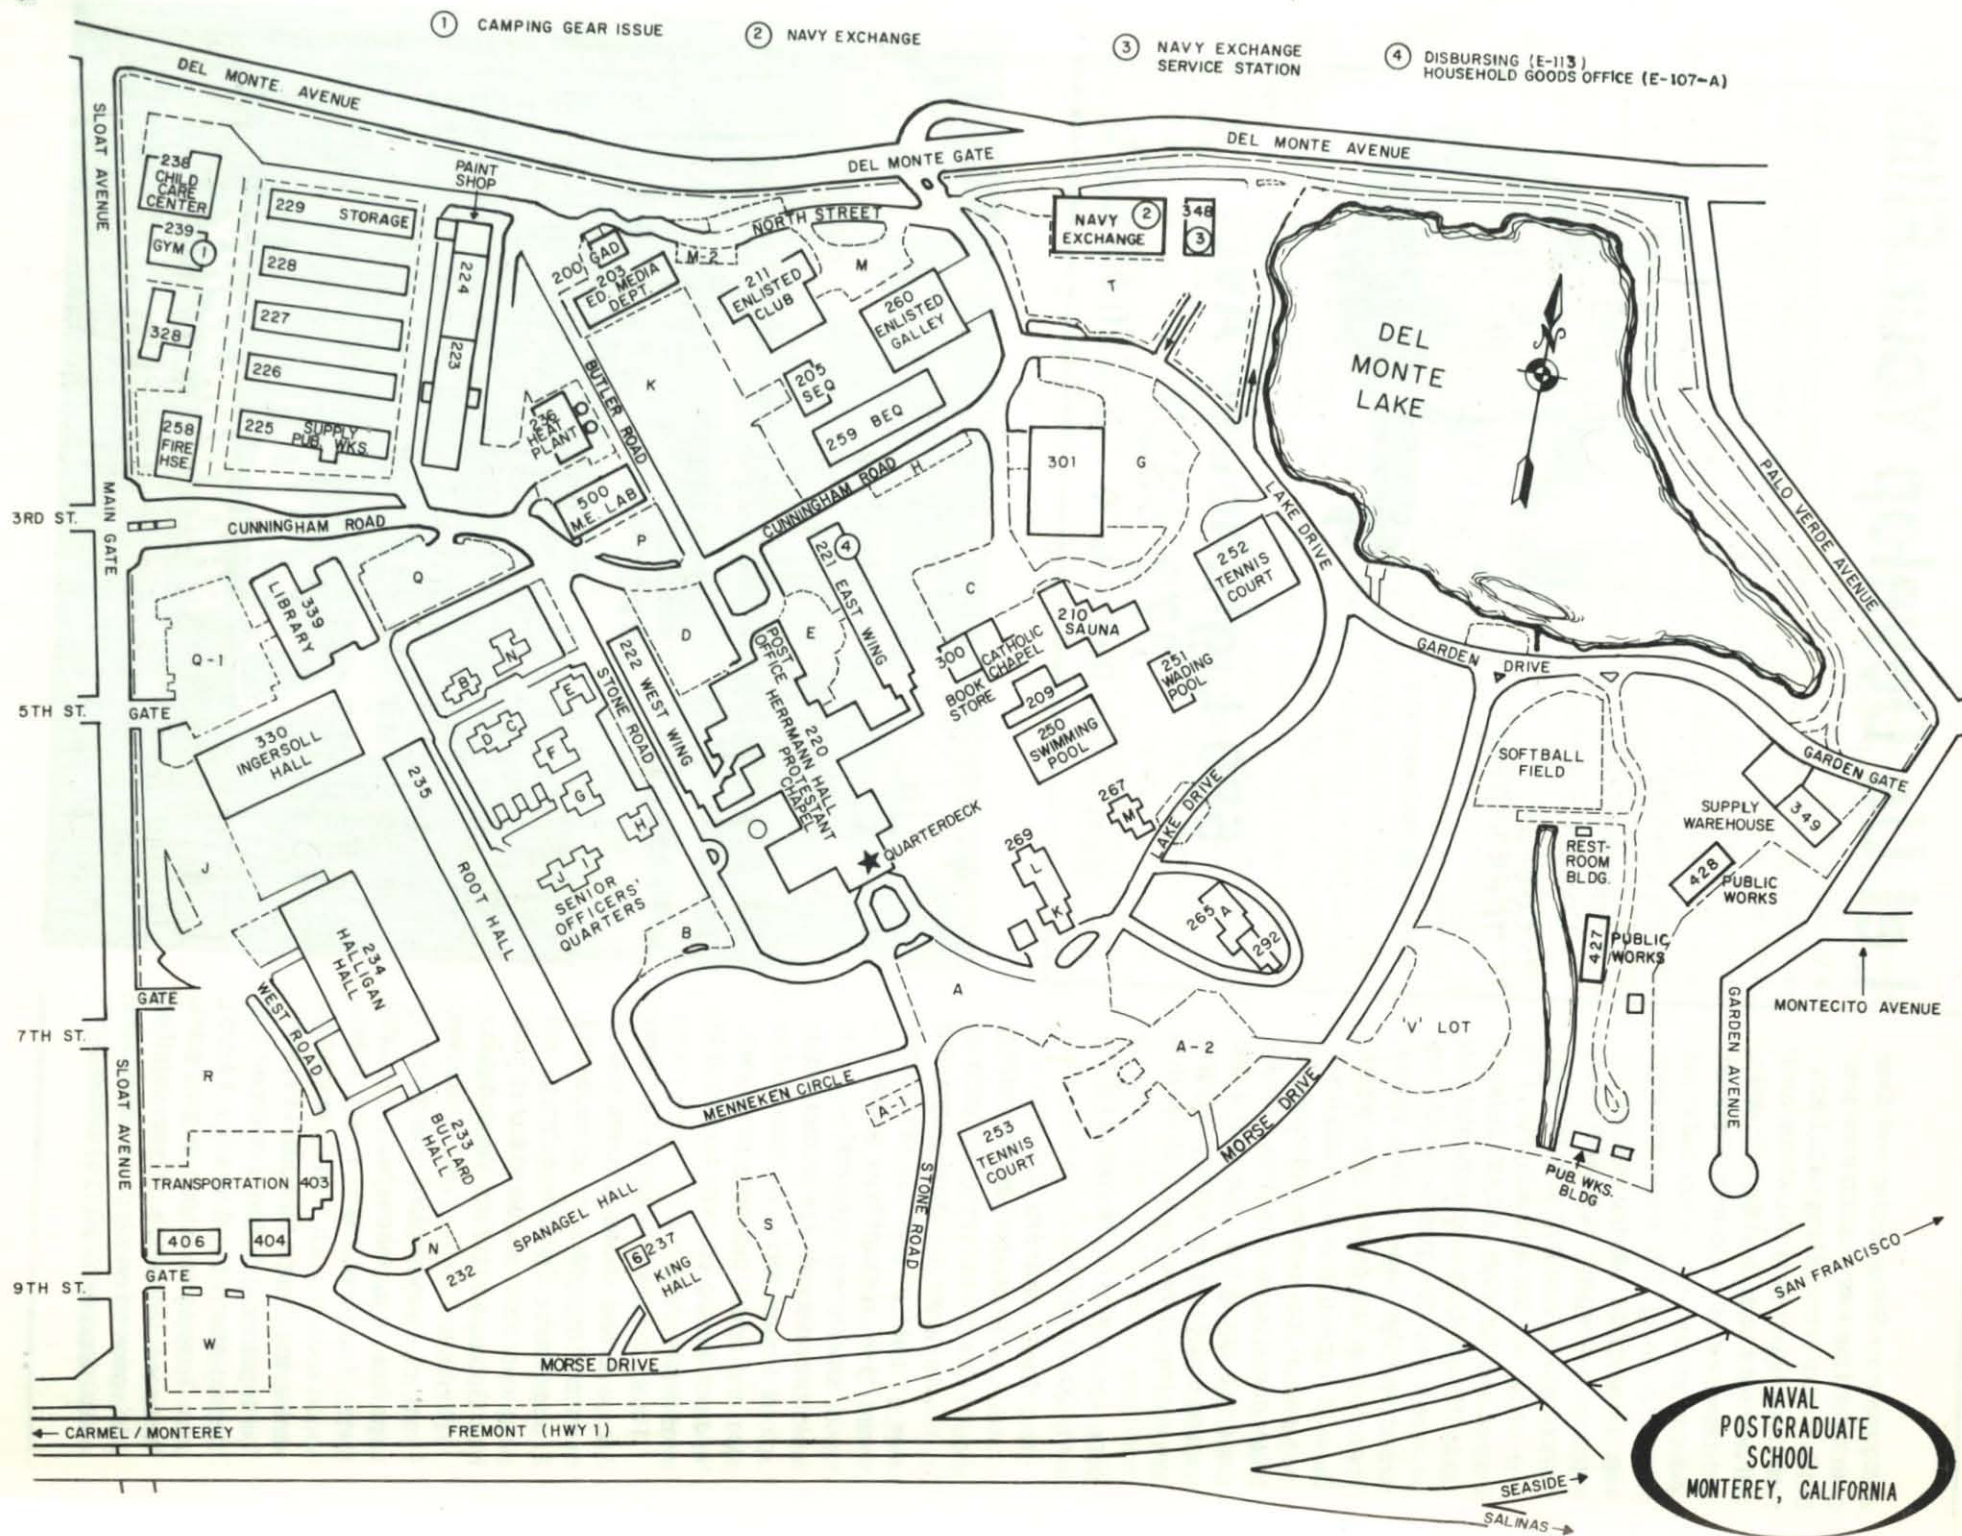 ① CAMPING GEAR ISSUE
② NAVY EXCHANGE
③ NAVY EXCHANGE
SERVICE STATION
④ DISBURSING (E-113)
HOUSEHOLD GOODS OFFICE (E-107-A)
DEL MONTE AVENUE
DEL MONTE GATE
DEL MONTE AVENUE
SLOAT AVENUE
238
CHILD
CARE
CENTER
239
GYM
1
328
258
FIRE
HSE
229 STORAGE
228
227
226
225 SUPPLY
PUB. WKS.
PAINT
SHOP
224
223
200 GAD
203
ED. MEDIA
DEPT.
M-2
NORTH STREET
M
211
ENLISTED
CLUB
260
ENLISTED
GALLEY
205
SEQ
259 BEQ
K
BUTLER ROAD
236
HEAT
PLANT
500
M.E. LAB
P
NAVY
EXCHANGE
2
348
3
T
DEL
MONTE
LAKE
N
PALO VERDE AVENUE
301
G
H
CUNNINGHAM ROAD
LAKE DRIVE
252
TENNIS
COURT
3RD ST.
MAIN GATE
CUNNINGHAM ROAD
Q
339
LIBRARY
Q-1
5TH ST.
GATE
330
INGERSOLL
HALL
N
B
E
C
D
F
G
H
J
SENIOR
OFFICERS'
QUARTERS
STONE ROAD
222 WEST WING
D
POST
OFFICE
E
221 EAST WING
4
220
HERRMANN HALL
PROTESTANT
CHAPEL
QUARTERDECK
C
300
CATHOLIC
CHAPEL
BOOK
STORE
209
210
SAUNA
251
WADING
POOL
250
SWIMMING
POOL
267
M
269
L
K
LAKE DRIVE
265 A
292
GARDEN DRIVE
SOFTBALL
FIELD
GARDEN GATE
SUPPLY
WAREHOUSE
349
REST-
ROOM
BLDG.
428
PUBLIC
WORKS
427
PUBLIC
WORKS
MONTECITO AVENUE
GARDEN AVENUE
PUB. WKS.
BLDG
'V' LOT
J
235
ROOT HALL
234
HALLIGAN
HALL
B
A
A-2
GATE
7TH ST.
WEST ROAD
R
SLOAT AVENUE
233
BULLARD
HALL
MENNEKEN CIRCLE
A-1
253
TENNIS
COURT
MORSE DRIVE
TRANSPORTATION
403
406
404
N
232
SPANAGEL HALL
6
237
KING
HALL
S
STONE ROAD
GATE
9TH ST.
W
MORSE DRIVE
CARMEL / MONTEREY
FREMONT (HWY 1)
SAN FRANCISCO
SEASIDE
SALINAS
NAVAL
POSTGRADUATE
SCHOOL
MONTEREY, CALIFORNIA